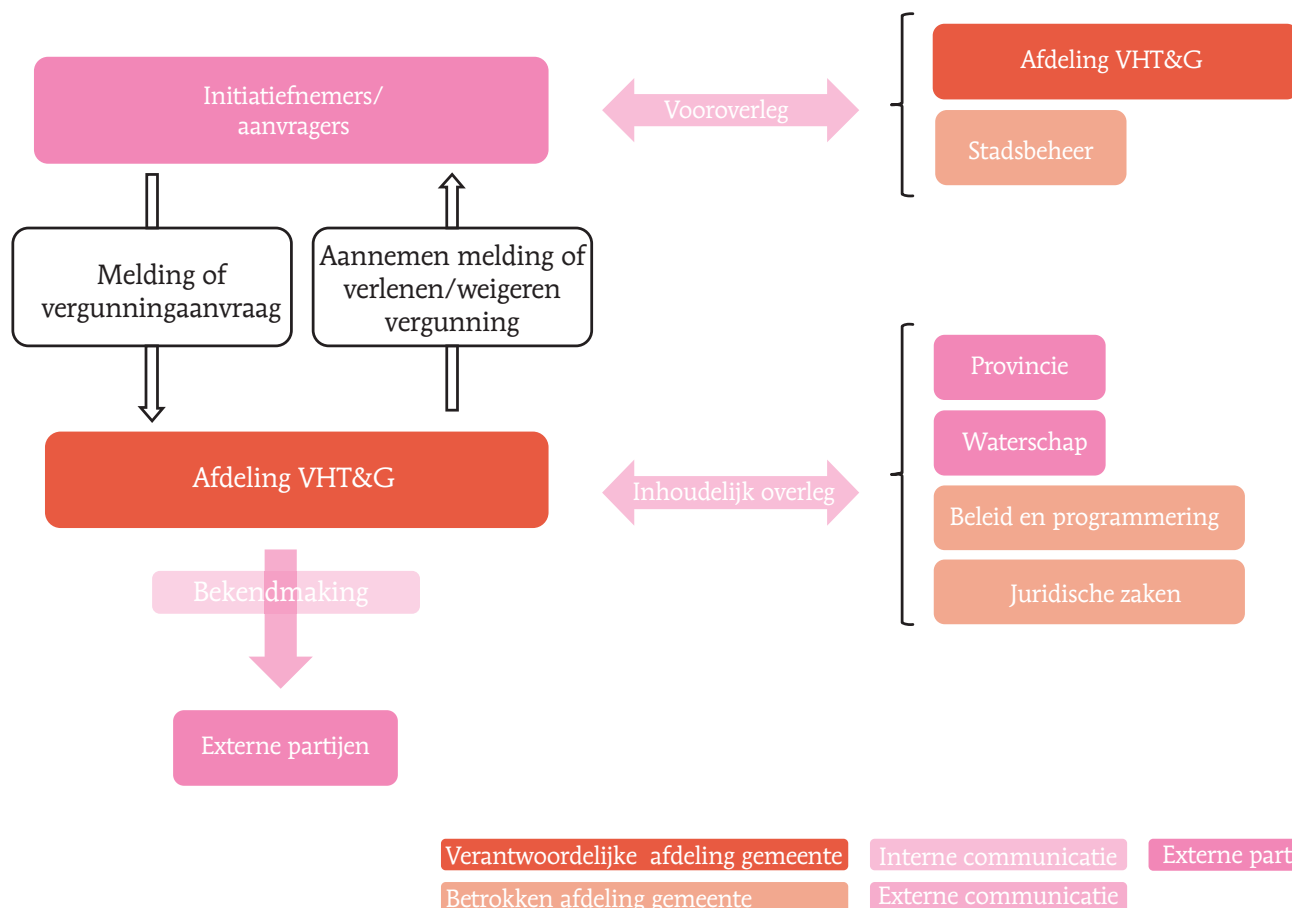 Initiatiefnemers/
aanvragers
Vooroverleg
Afdeling VHT&G
Stadsbeheer
Melding of
vergunningaanvraag
Aannemen melding of
verlenen/weigeren
vergunning
Afdeling VHT&G
Inhoudelijk overleg
Provincie
Waterschap
Beleid en programmering
Juridische zaken
Bekendmaking
Externe partijen
Verantwoordelijke afdeling gemeente
Interne communicatie
Externe part
Betrokken afdeling gemeente
Externe communicatie